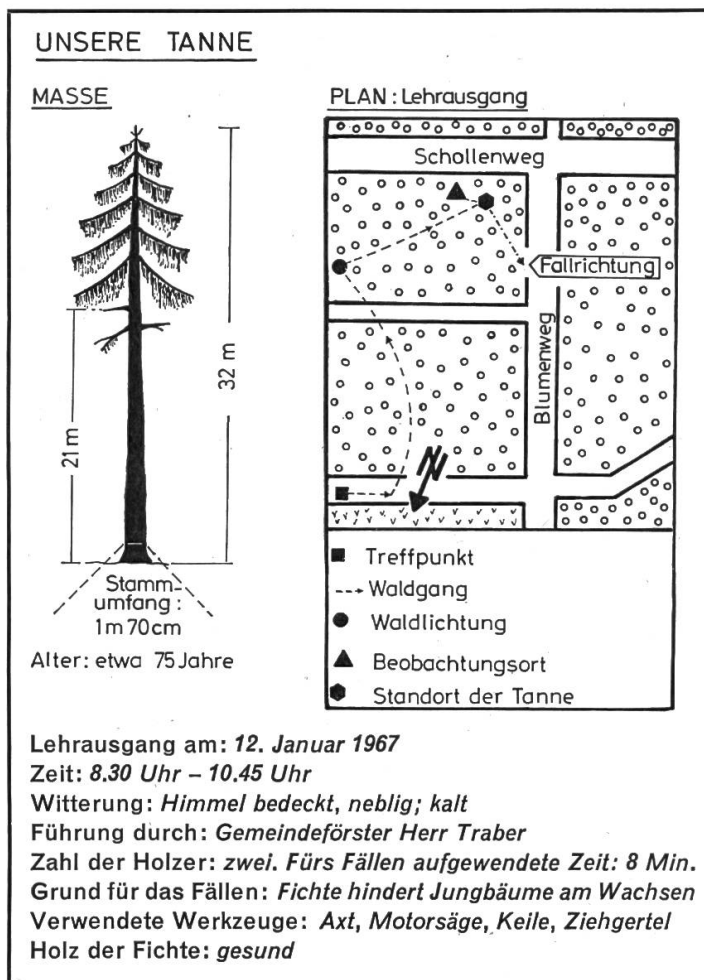 UNSERE TANNE
MASSE
32 m
21 m
Stamm-
umfang :
1 m 70 cm
Alter: etwa 75 Jahre
PLAN : Lehrausgang
Schollenweg
Fallrichtung
Blumenweg
N
Treffpunkt
Waldgang
Waldlichtung
Beobachtungsort
Standort der Tanne
Lehrausgang am: 12. Januar 1967
Zeit: 8.30 Uhr – 10.45 Uhr
Witterung: Himmel bedeckt, neblig; kalt
Führung durch: Gemeindeförster Herr Traber
Zahl der Holzer: zwei. Fürs Fällen aufgewendete Zeit: 8 Min.
Grund für das Fällen: Fichte hindert Jungbäume am Wachsen
Verwendete Werkzeuge: Axt, Motorsäge, Keile, Ziehgertel
Holz der Fichte: gesund